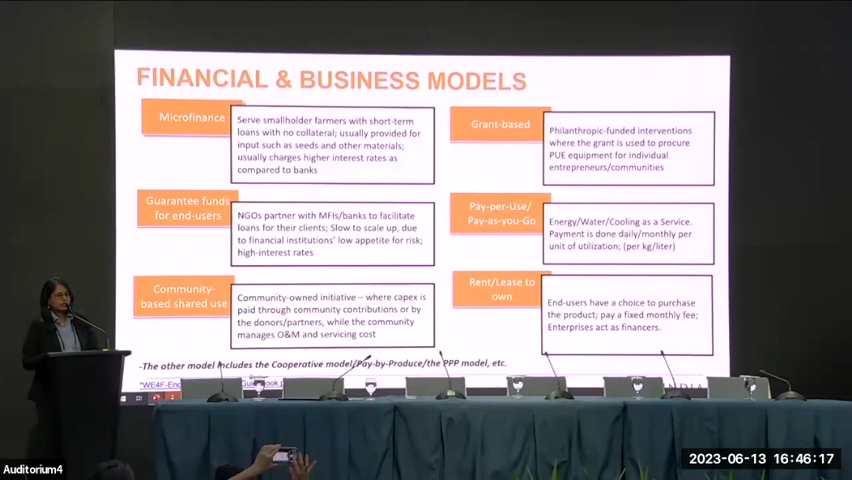 FINANCIAL & BUSINESS MODELS
Microfinance
Serve smallholder farmers with short-term
loans with no collateral; usually provided for
input such as seeds and other materials;
usually charges higher interest rates as
compared to banks
Grant-based
Philanthropic-funded interventions
where the grant is used to procure
PUE equipment for individual
entrepreneurs/communities
Guarantee funds
for end-users
NGOs partner with MFIs/banks to facilitate
loans for their clients; Slow to scale up, due
to financial institutions' low appetite for risk;
high-interest rates
Pay-per-Use/
Pay-as-you-Go
Energy/Water/Cooling as a Service.
Payment is done daily/monthly per
unit of utilization; (per kg/liter)
Community-
based shared use
Community-owned initiative – where capex is
paid through community contributions or by
the donors/partners, while the community
manages O&M and servicing cost
Rent/Lease to
own
End-users have a choice to purchase
the product; pay a fixed monthly fee;
Enterprises act as financers.
-The other model includes the Cooperative model/Pay-by-Produce/the PPP model, etc.
Auditorium4
2023-06-13 16:46:17